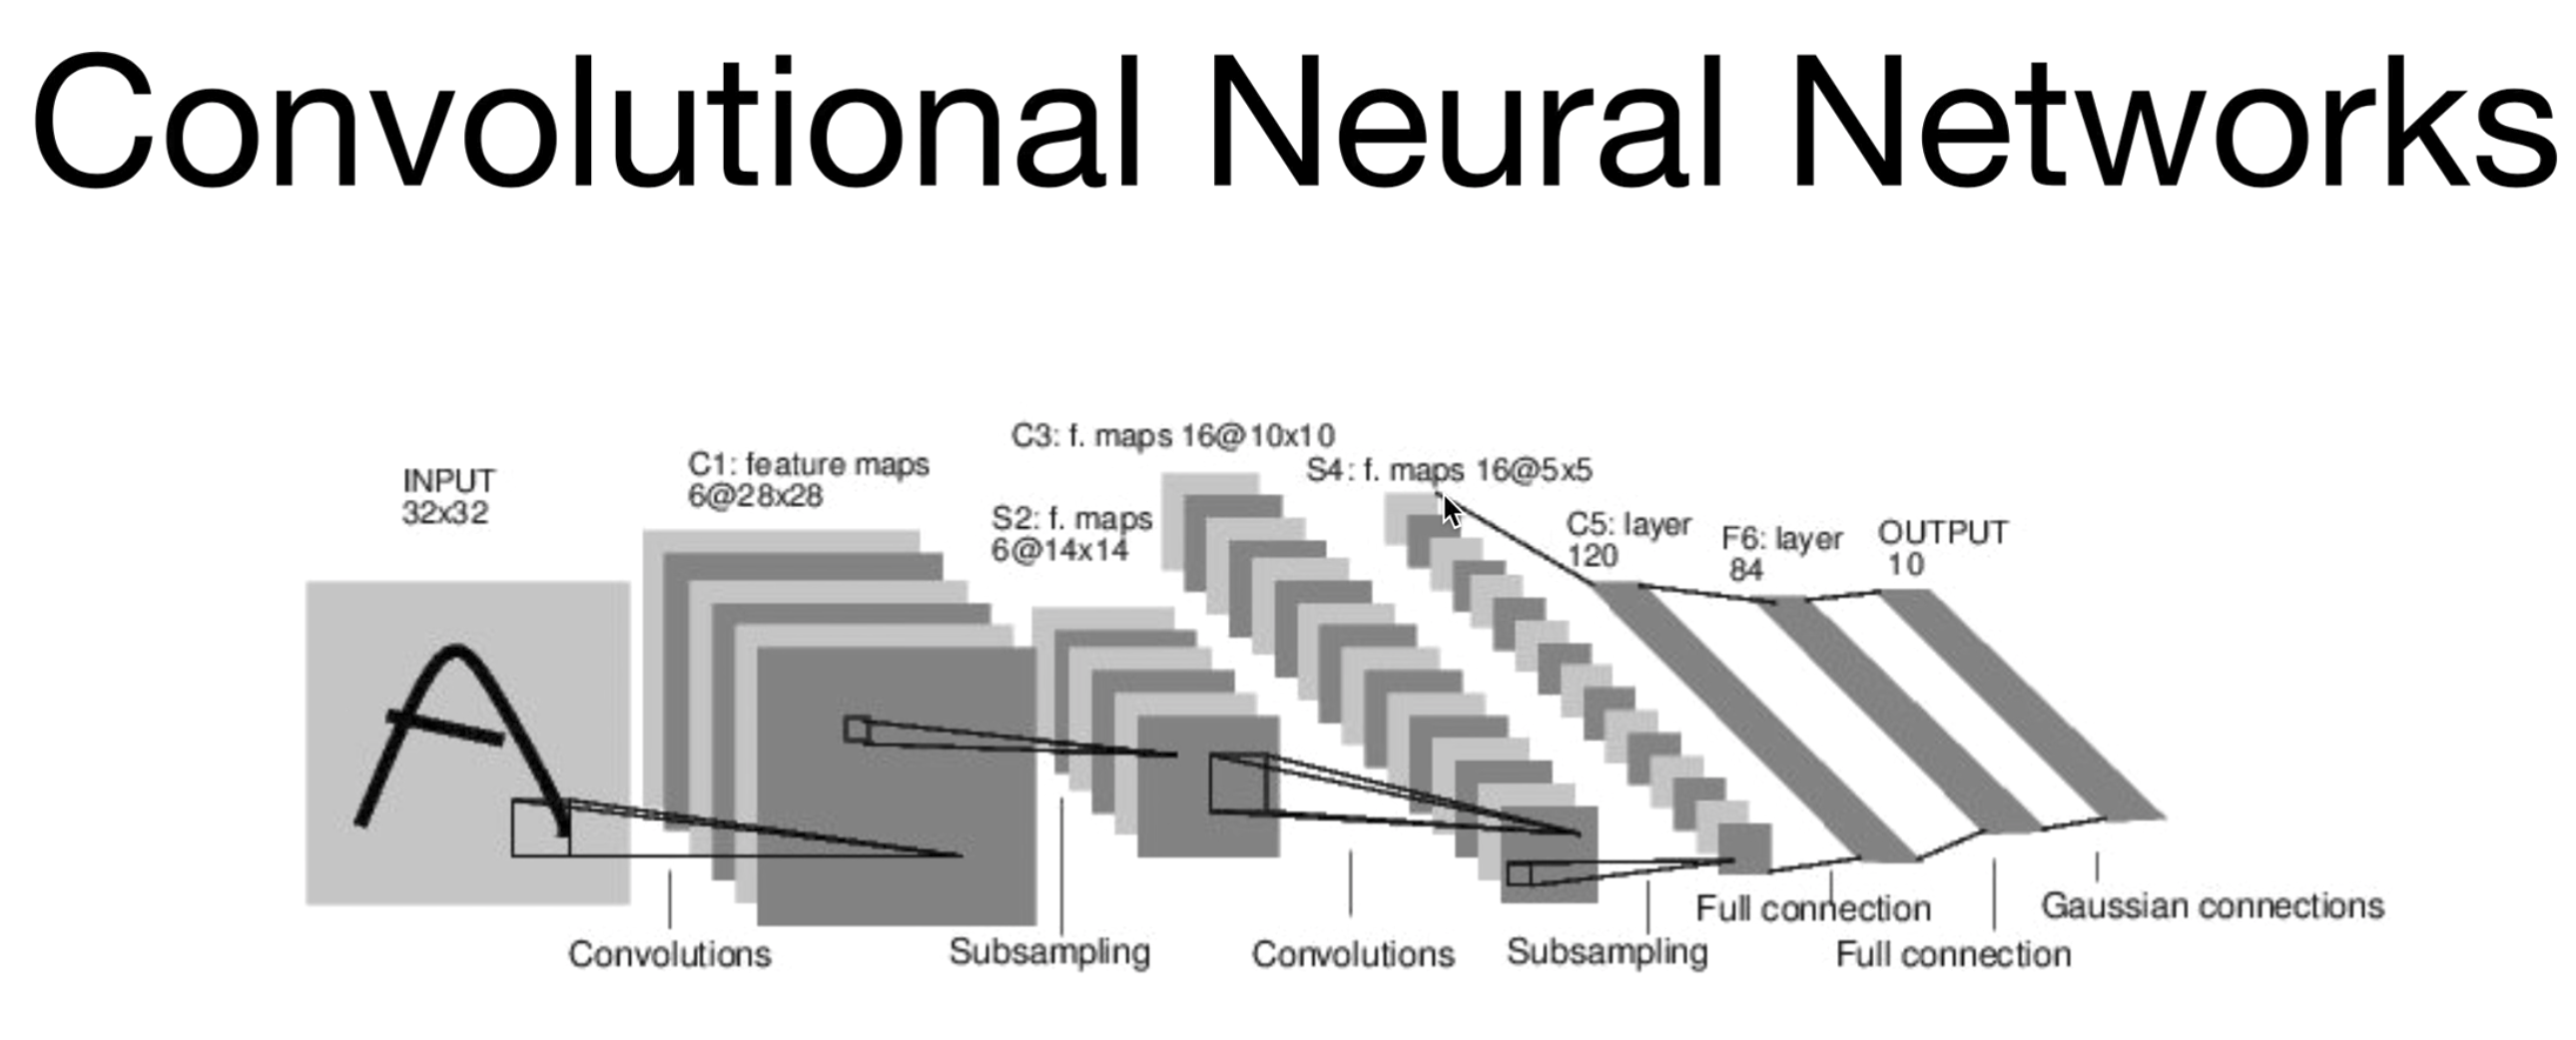 Convolutional Neural Networks
INPUT
32x32
C1: feature maps
6@28x28
S2: f. maps
6@14x14
C3: f. maps 16@10x10
S4: f. maps 16@5x5
C5: layer
120
F6: layer
84
OUTPUT
10
Convolutions
Subsampling
Convolutions
Subsampling
Full connection
Full connection
Gaussian connections